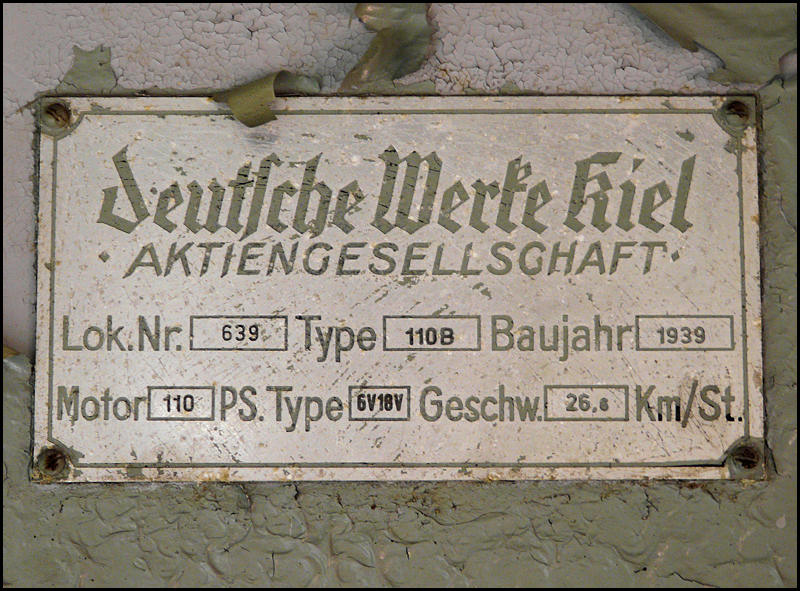 Deutsche Werke Kiel
· AKTIENGESELLSCHAFT ·
Lok.Nr. 639 Type 110B Baujahr 1939
Motor 110 PS. Type 6V18V Geschw. 26,8 Km/St.